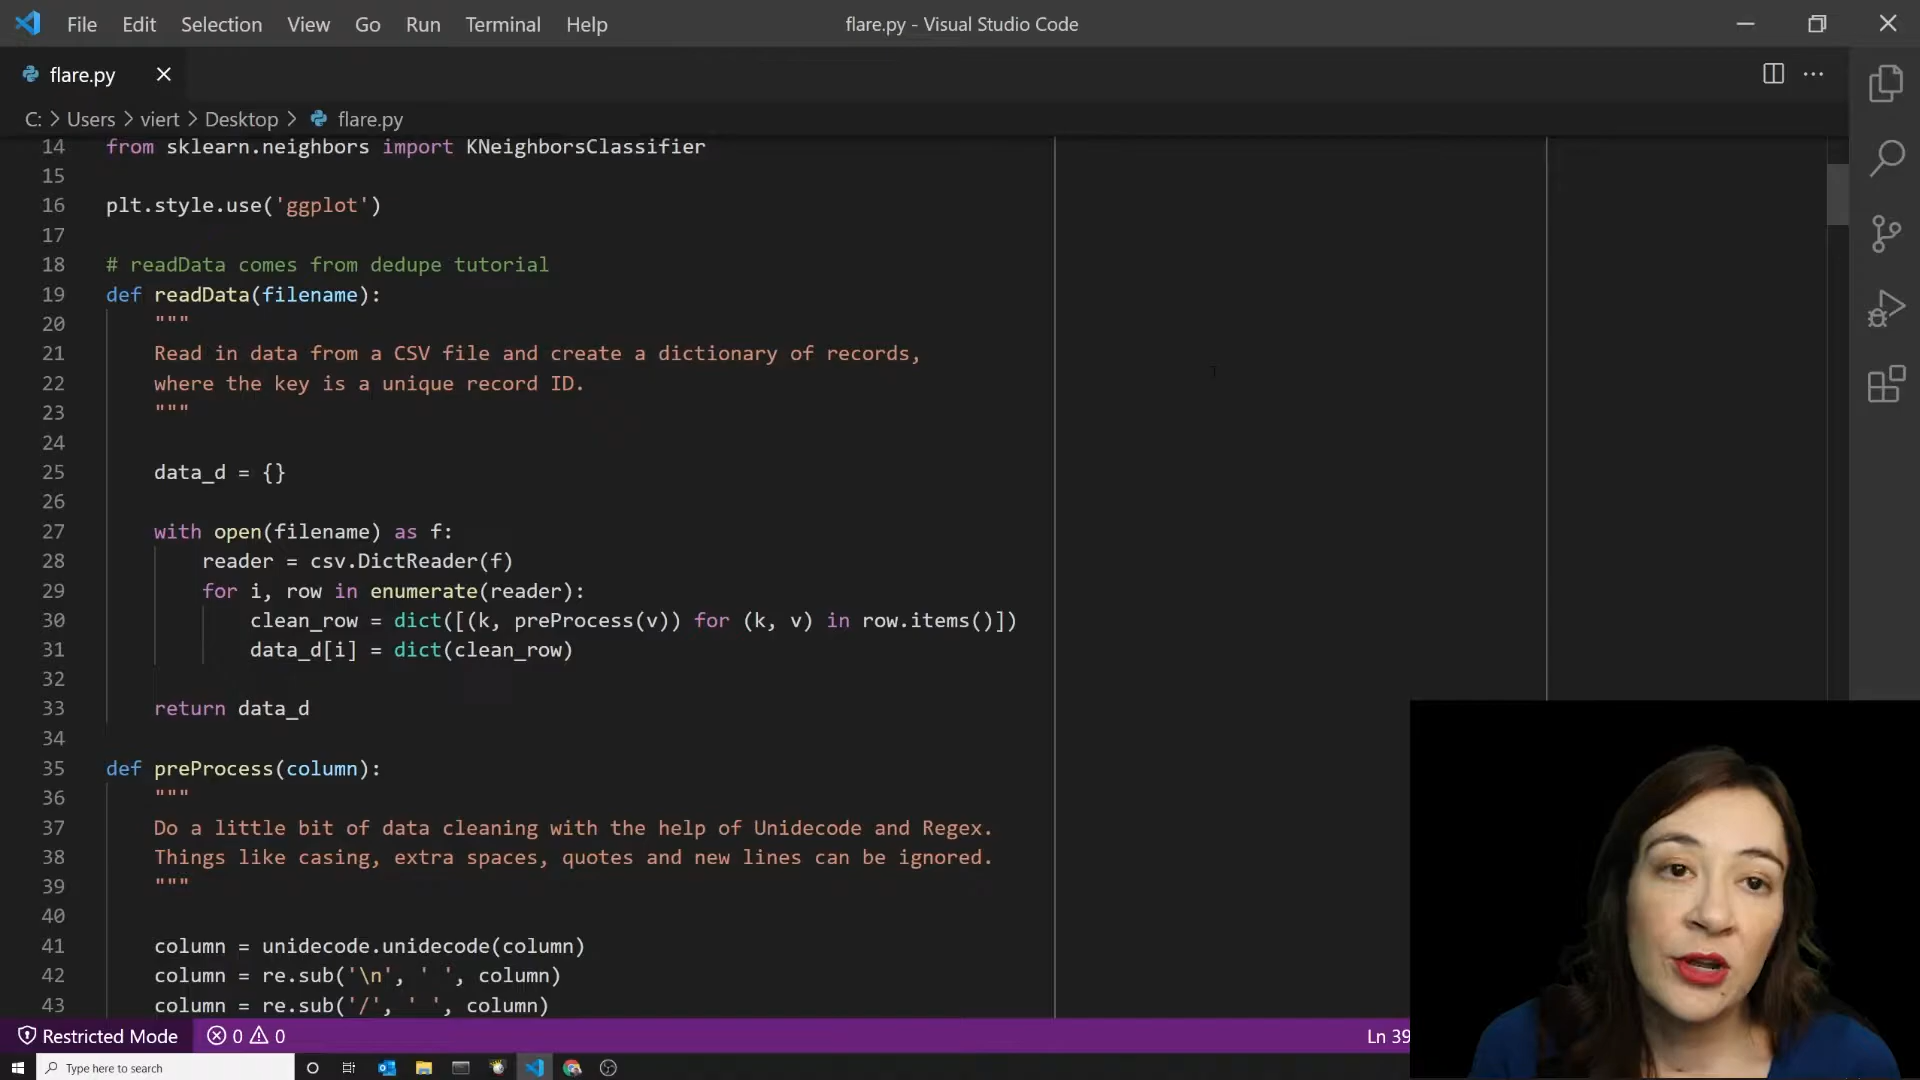 File Edit Selection View Go Run Terminal Help flare.py - Visual Studio Code
flare.py
C: > Users > viert > Desktop > flare.py
14 from sklearn.neighbors import KNeighborsClassifier
15
16 plt.style.use('ggplot')
17
18 # readData comes from dedupe tutorial
19 def readData(filename):
20 """
21 Read in data from a CSV file and create a dictionary of records,
22 where the key is a unique record ID.
23 """
24
25 data_d = {}
26
27 with open(filename) as f:
28 reader = csv.DictReader(f)
29 for i, row in enumerate(reader):
30 clean_row = dict([(k, preProcess(v)) for (k, v) in row.items()])
31 data_d[i] = dict(clean_row)
32
33 return data_d
34
35 def preProcess(column):
36 """
37 Do a little bit of data cleaning with the help of Unidecode and Regex.
38 Things like casing, extra spaces, quotes and new lines can be ignored.
39 """
40
41 column = unidecode.unidecode(column)
42 column = re.sub('\n', ' ', column)
43 column = re.sub('/', ' ', column)
Restricted Mode 0 0 Ln 39
Type here to search